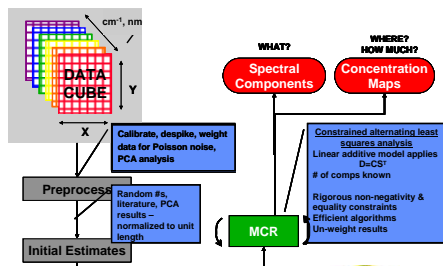 cm-1, nm
DATA
CUBE
Y
X
WHAT?
WHERE?
HOW MUCH?
Spectral
Components
Concentration
Maps
Calibrate, despike, weight
data for Poisson noise,
PCA analysis
Preprocess
Random #s,
literature, PCA
results –
normalized to unit
length
Initial Estimates
MCR
Constrained alternating least
squares analysis
Linear additive model applies
D=CSᵀ
# of comps known
Rigorous non-negativity &
equality constraints
Efficient algorithms
Un-weight results